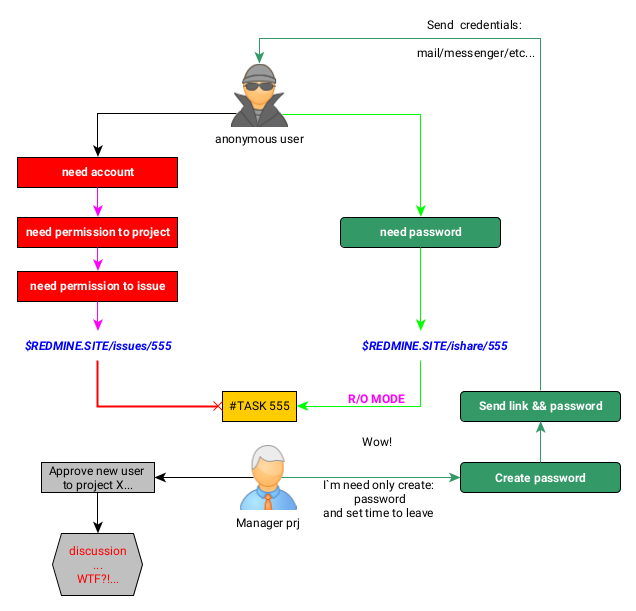 Send  credentials:
mail/messenger/etc...
anonymous user
need account
need permission to project
need password
need permission to issue
$REDMINE.SITE/issues/555
$REDMINE.SITE/ishare/555
R/O MODE
#TASK 555
Send link && password
Wow!
Approve new user
to project X...
I`m need only create:
password
and set time to leave
Create password
Manager prj
discussion
...
WTF?!...